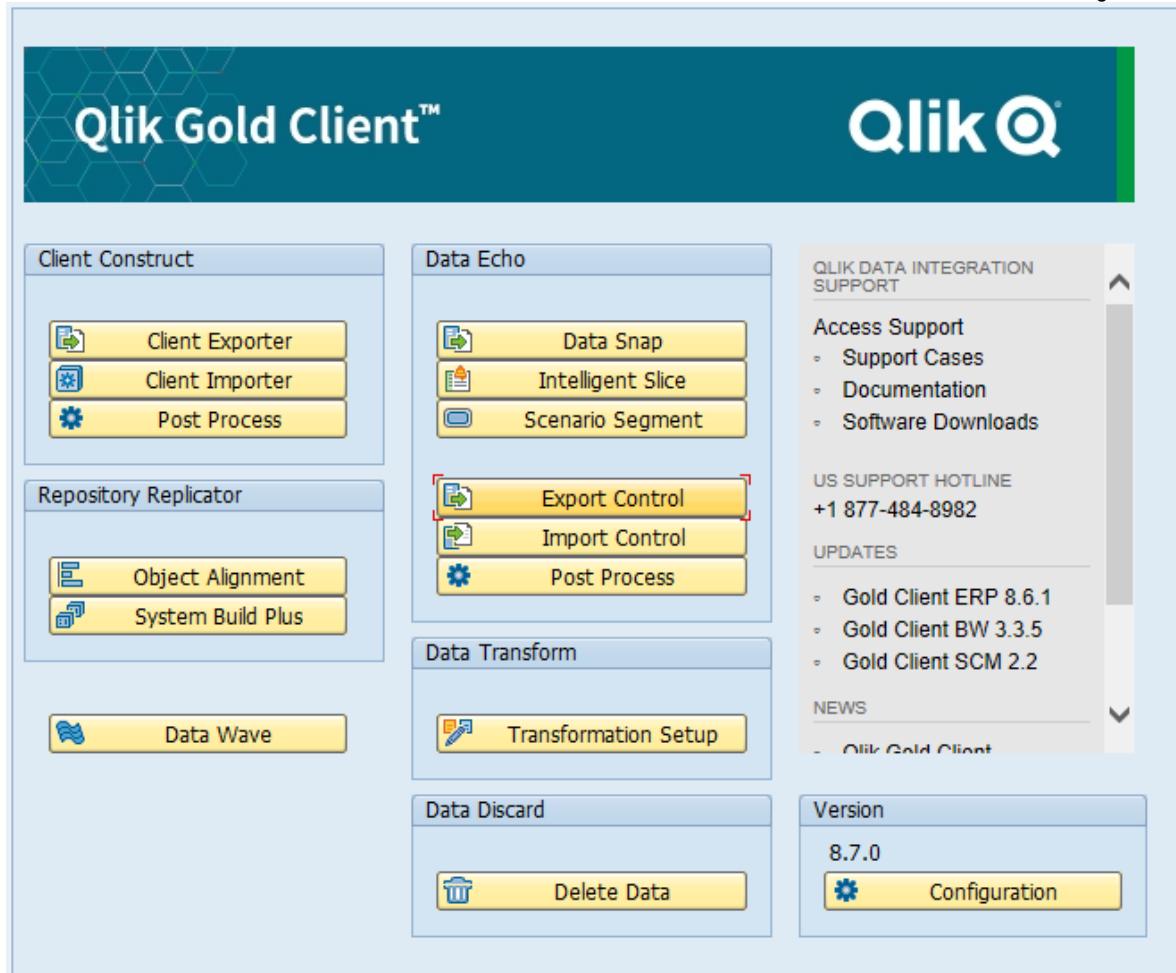 Qlik Gold Client™
Qlik
Client Construct
Client Exporter
Client Importer
Post Process
Repository Replicator
Object Alignment
System Build Plus
Data Wave
Data Echo
Data Snap
Intelligent Slice
Scenario Segment
Export Control
Import Control
Post Process
Data Transform
Transformation Setup
Data Discard
Delete Data
QLIK DATA INTEGRATION
SUPPORT
Access Support
◦ Support Cases
◦ Documentation
◦ Software Downloads
US SUPPORT HOTLINE
+1 877-484-8982
UPDATES
◦ Gold Client ERP 8.6.1
◦ Gold Client BW 3.3.5
◦ Gold Client SCM 2.2
NEWS
◦ Qlik Gold Client
Version
8.7.0
Configuration